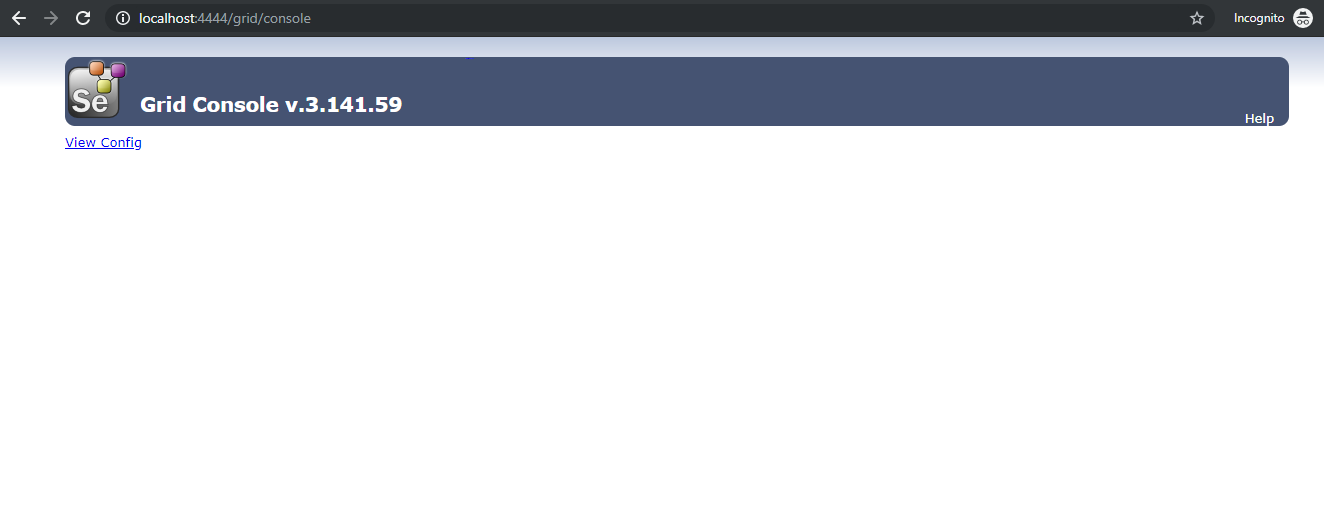 localhost:4444/grid/console
Incognito
Se
Grid Console v.3.141.59
Help
View Config